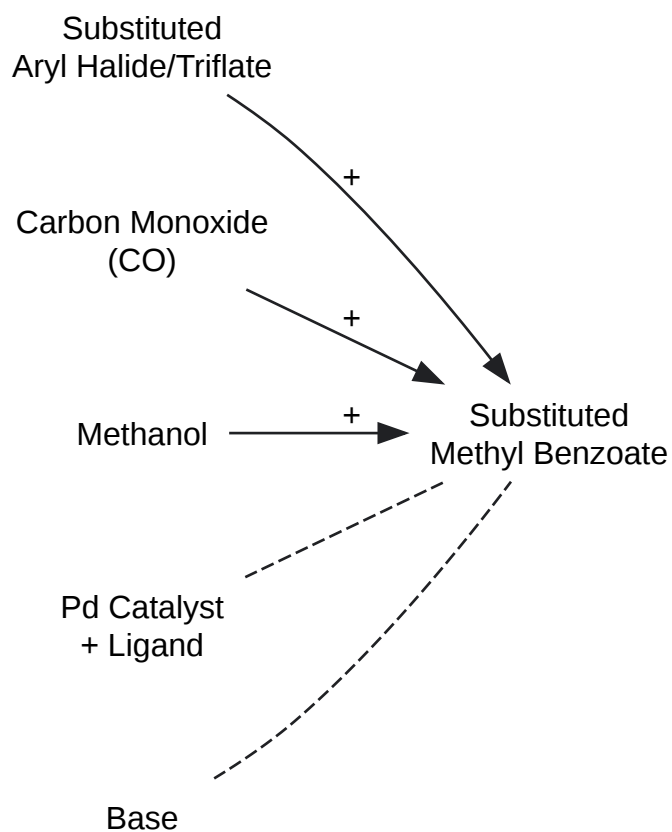 Substituted
Aryl Halide/Triflate
+
Carbon Monoxide
(CO)
+
Methanol
+
Substituted
Methyl Benzoate
Pd Catalyst
+ Ligand
Base